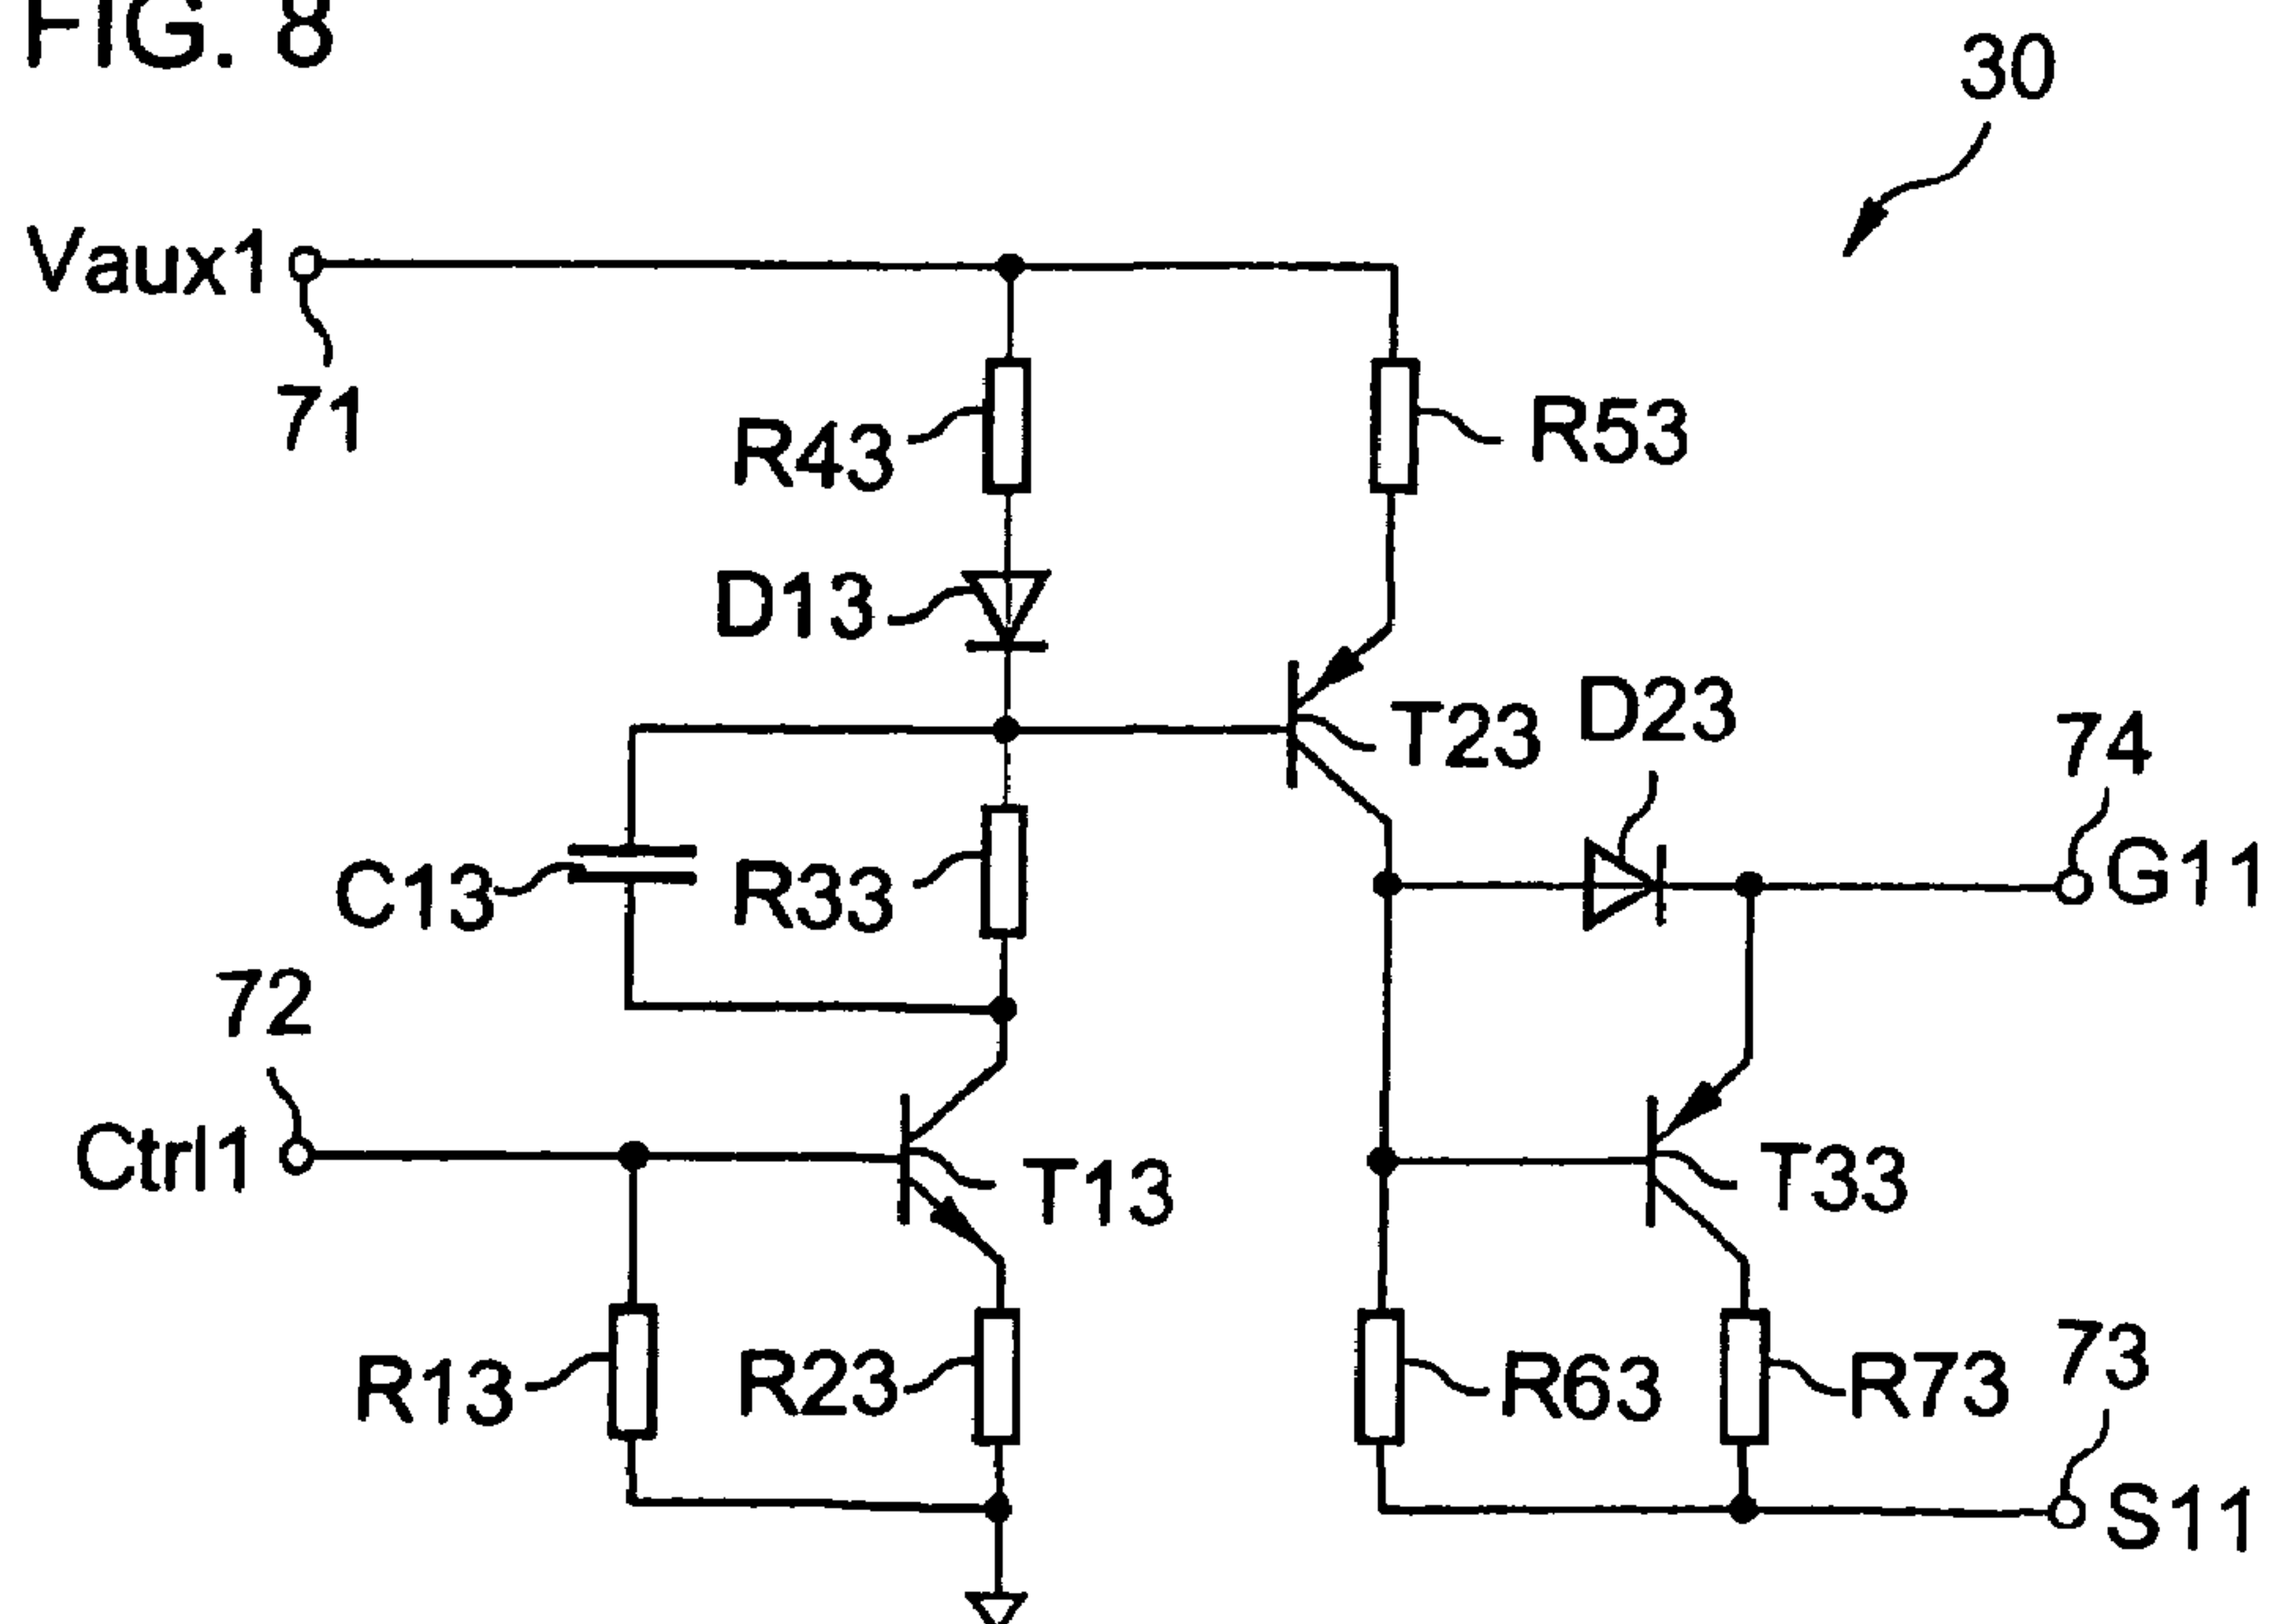 FIG. 8
30
Vaux1
71
R43
R53
D13
T23
D23
74
G11
C13
R33
72
Ctrl1
T13
T33
R13
R23
R63
R73
73
S11